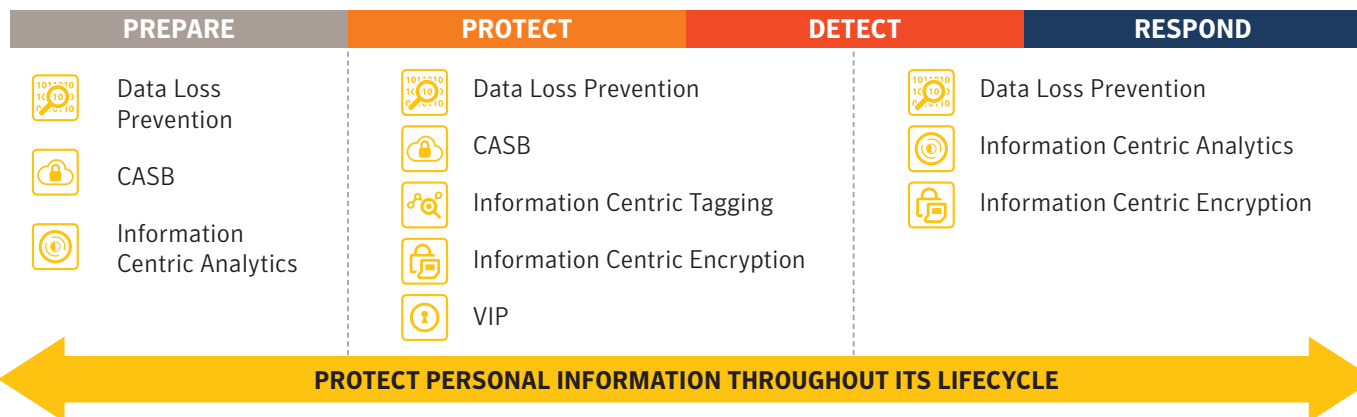 PREPARE
PROTECT
DETECT
RESPOND
Data Loss
Prevention
CASB
Information
Centric Analytics
Data Loss Prevention
CASB
Information Centric Tagging
Information Centric Encryption
VIP
Data Loss Prevention
Information Centric Analytics
Information Centric Encryption
PROTECT PERSONAL INFORMATION THROUGHOUT ITS LIFECYCLE